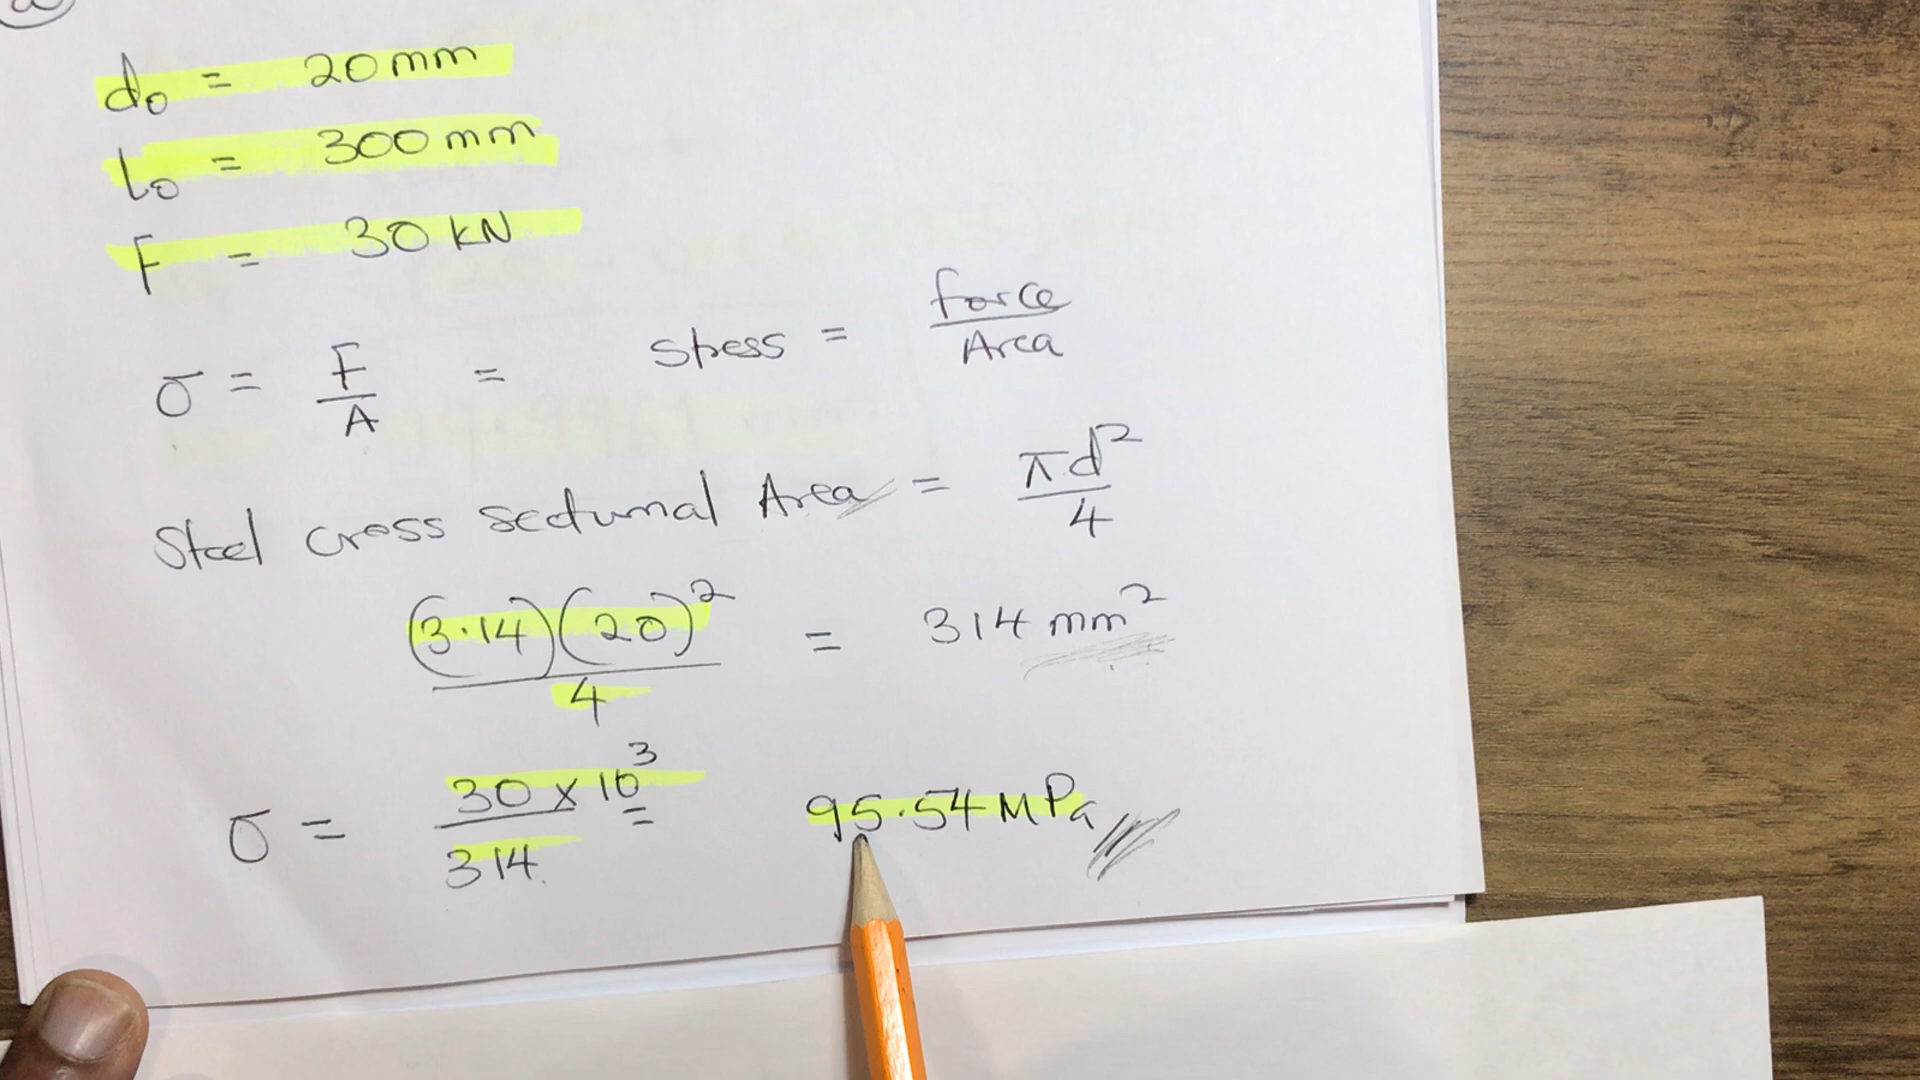 d₀ = 20 mm
l₀ = 300 mm
F = 30 kN
σ = F/A = Stress = force/Area
Steel cross sectional Area = πd²/4
(3.14)(20)²/4 = 314 mm²
σ = 30 x 10³/314 = 95.54 MPa